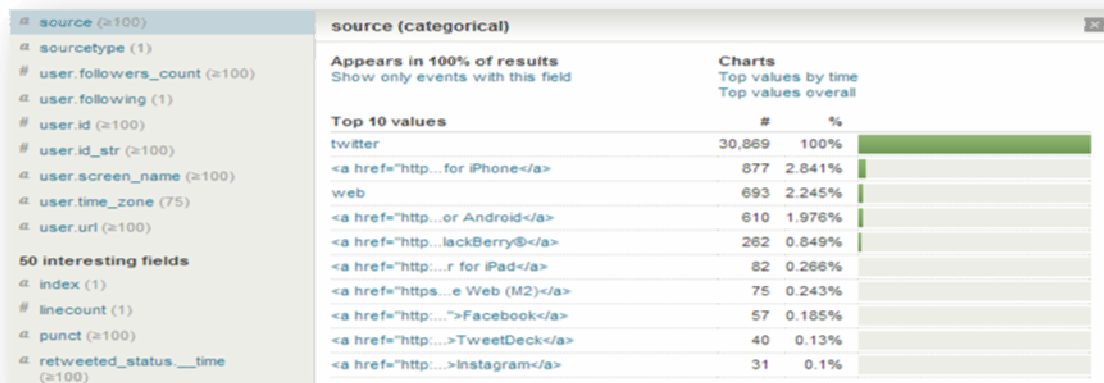 a source (≥100)
a sourcetype (1)
# user.followers_count (≥100)
a user.following (1)
# user.id (≥100)
# user.id_str (≥100)
a user.screen_name (≥100)
a user.time_zone (75)
a user.url (≥100)
50 interesting fields
a index (1)
# linecount (1)
a punct (≥100)
a retweeted_status.__time
(≥100)
source (categorical)
Appears in 100% of results
Show only events with this field
Charts
Top values by time
Top values overall
Top 10 values # %
twitter 30,869 100%
<a href="http...for iPhone</a> 877 2.841%
web 693 2.245%
<a href="http...or Android</a> 610 1.976%
<a href="http...lackBerry®</a> 262 0.849%
<a href="http:...r for iPad</a> 82 0.266%
<a href="https...e Web (M2)</a> 75 0.243%
<a href="http:...">Facebook</a> 57 0.185%
<a href="http:...>TweetDeck</a> 40 0.13%
<a href="http:...>Instagram</a> 31 0.1%